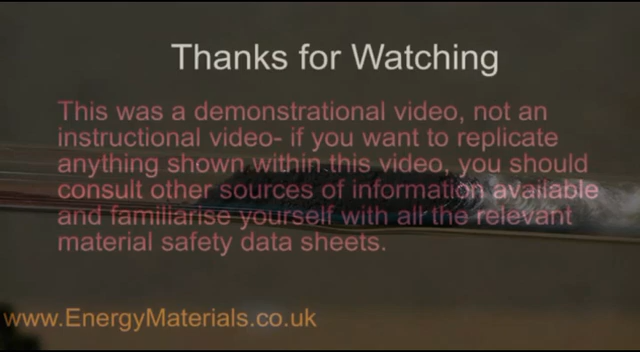 Thanks for Watching
This was a demonstrational video, not an
instructional video- if you want to replicate
anything shown within this video, you should
consult other sources of information available
and familiarise yourself with all the relevant
material safety data sheets.
www.EnergyMaterials.co.uk